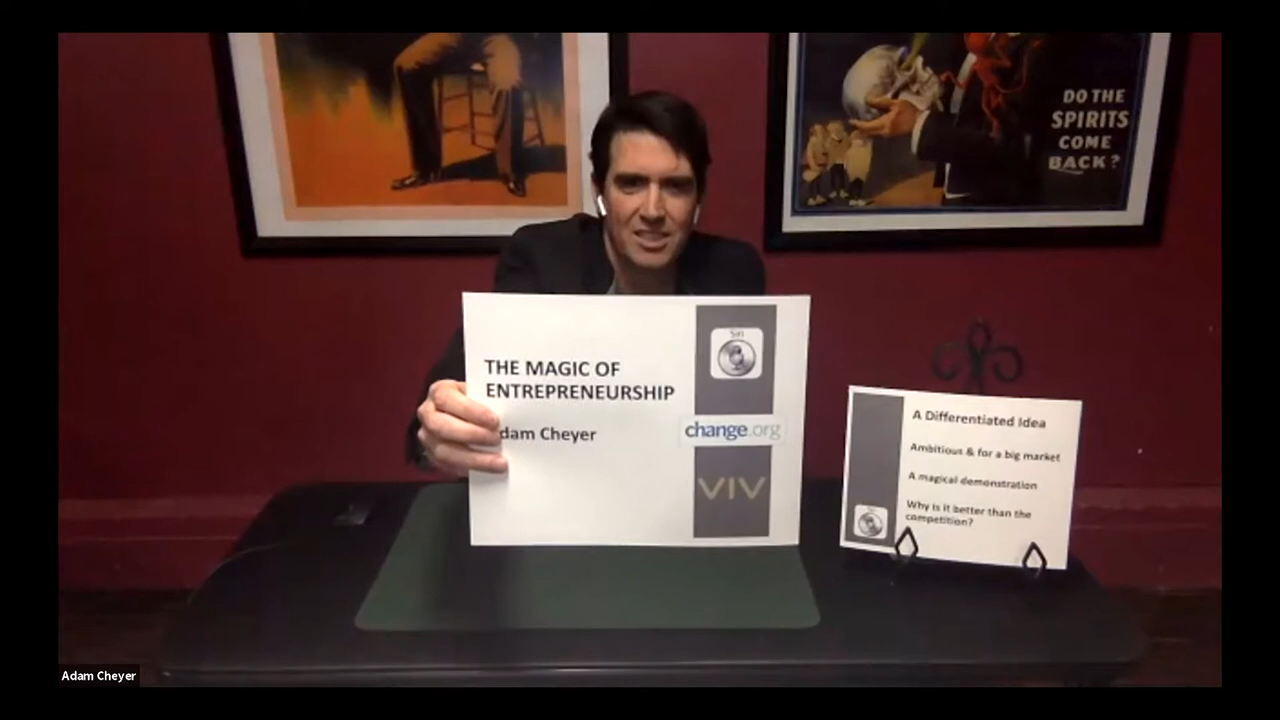 DO THE
SPIRITS
COME
BACK?
Siri
THE MAGIC OF
ENTREPRENEURSHIP
dam Cheyer
change.org
VIV
A Differentiated Idea
Ambitious & for a big market
A magical demonstration
Why is it better than the
competition?
Adam Cheyer